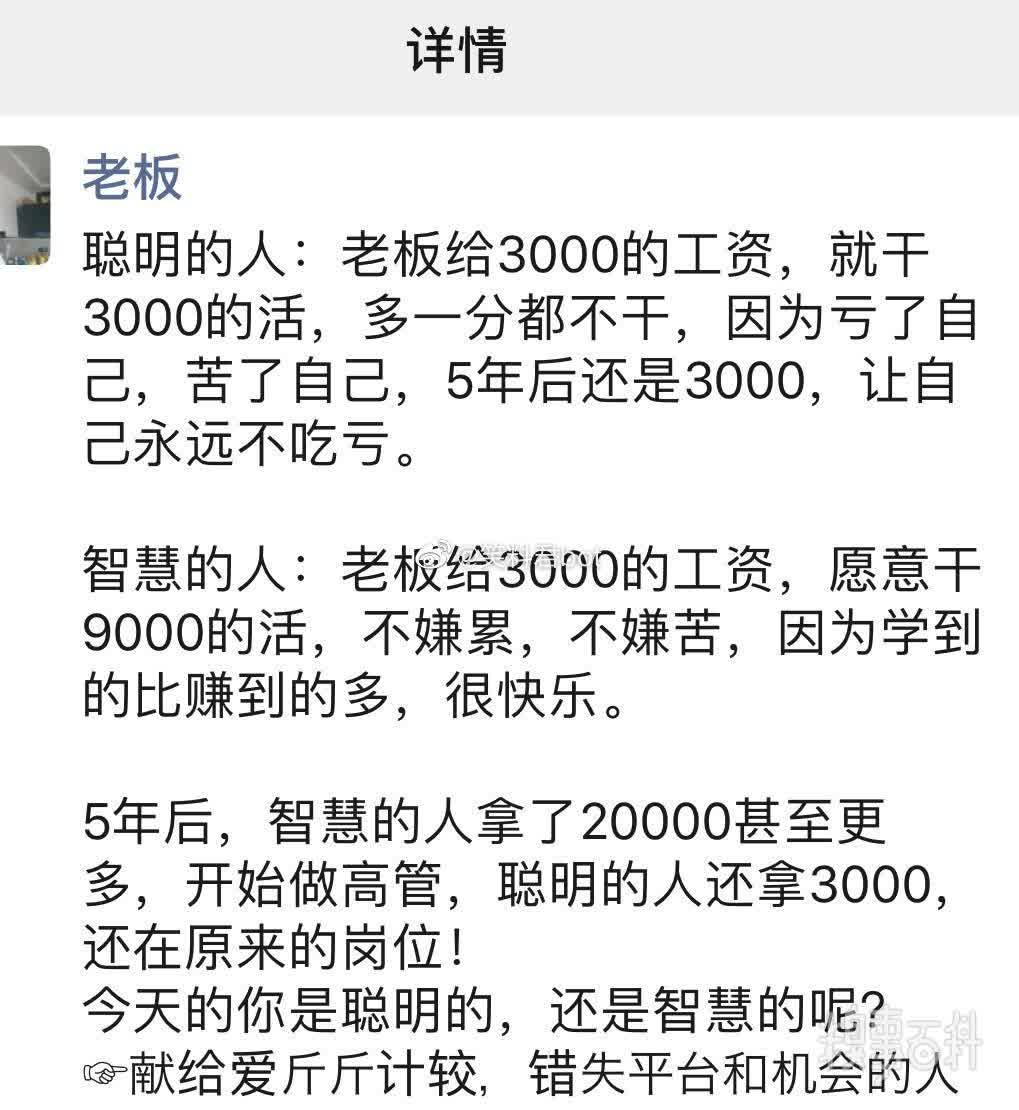 详情
老板
聪明的人：老板给3000的工资，就干
3000的活，多一分都不干，因为亏了自
己，苦了自己，5年后还是3000，让自
己永远不吃亏。
智慧的人：老板给3000的工资，愿意干
9000的活，不嫌累，不嫌苦，因为学到
的比赚到的多，很快乐。
5年后，智慧的人拿了20000甚至更
多，开始做高管，聪明的人还拿3000，
还在原来的岗位！
今天的你是聪明的，还是智慧的呢？
☞献给爱斤斤计较，错失平台和机会的人
糗事百科